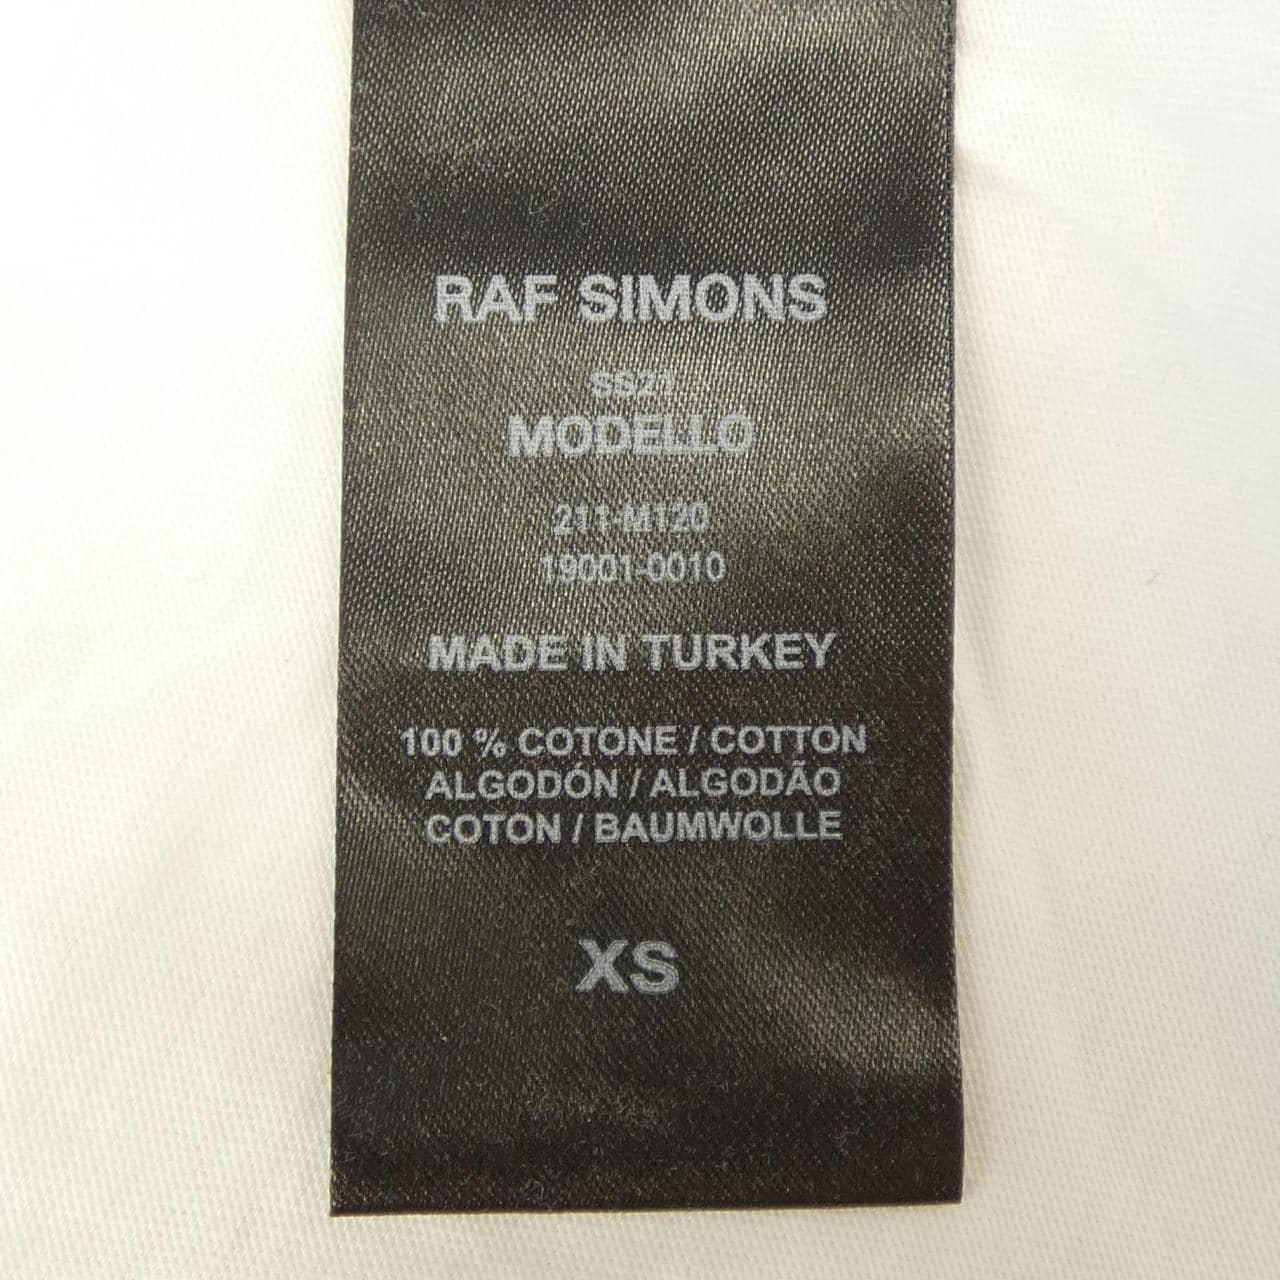 RAF SIMONS
SS21
MODELLO
211-M120
19001-0010
MADE IN TURKEY
100 % COTONE / COTTON
ALGODÓN / ALGODÃO
COTON / BAUMWOLLE
XS